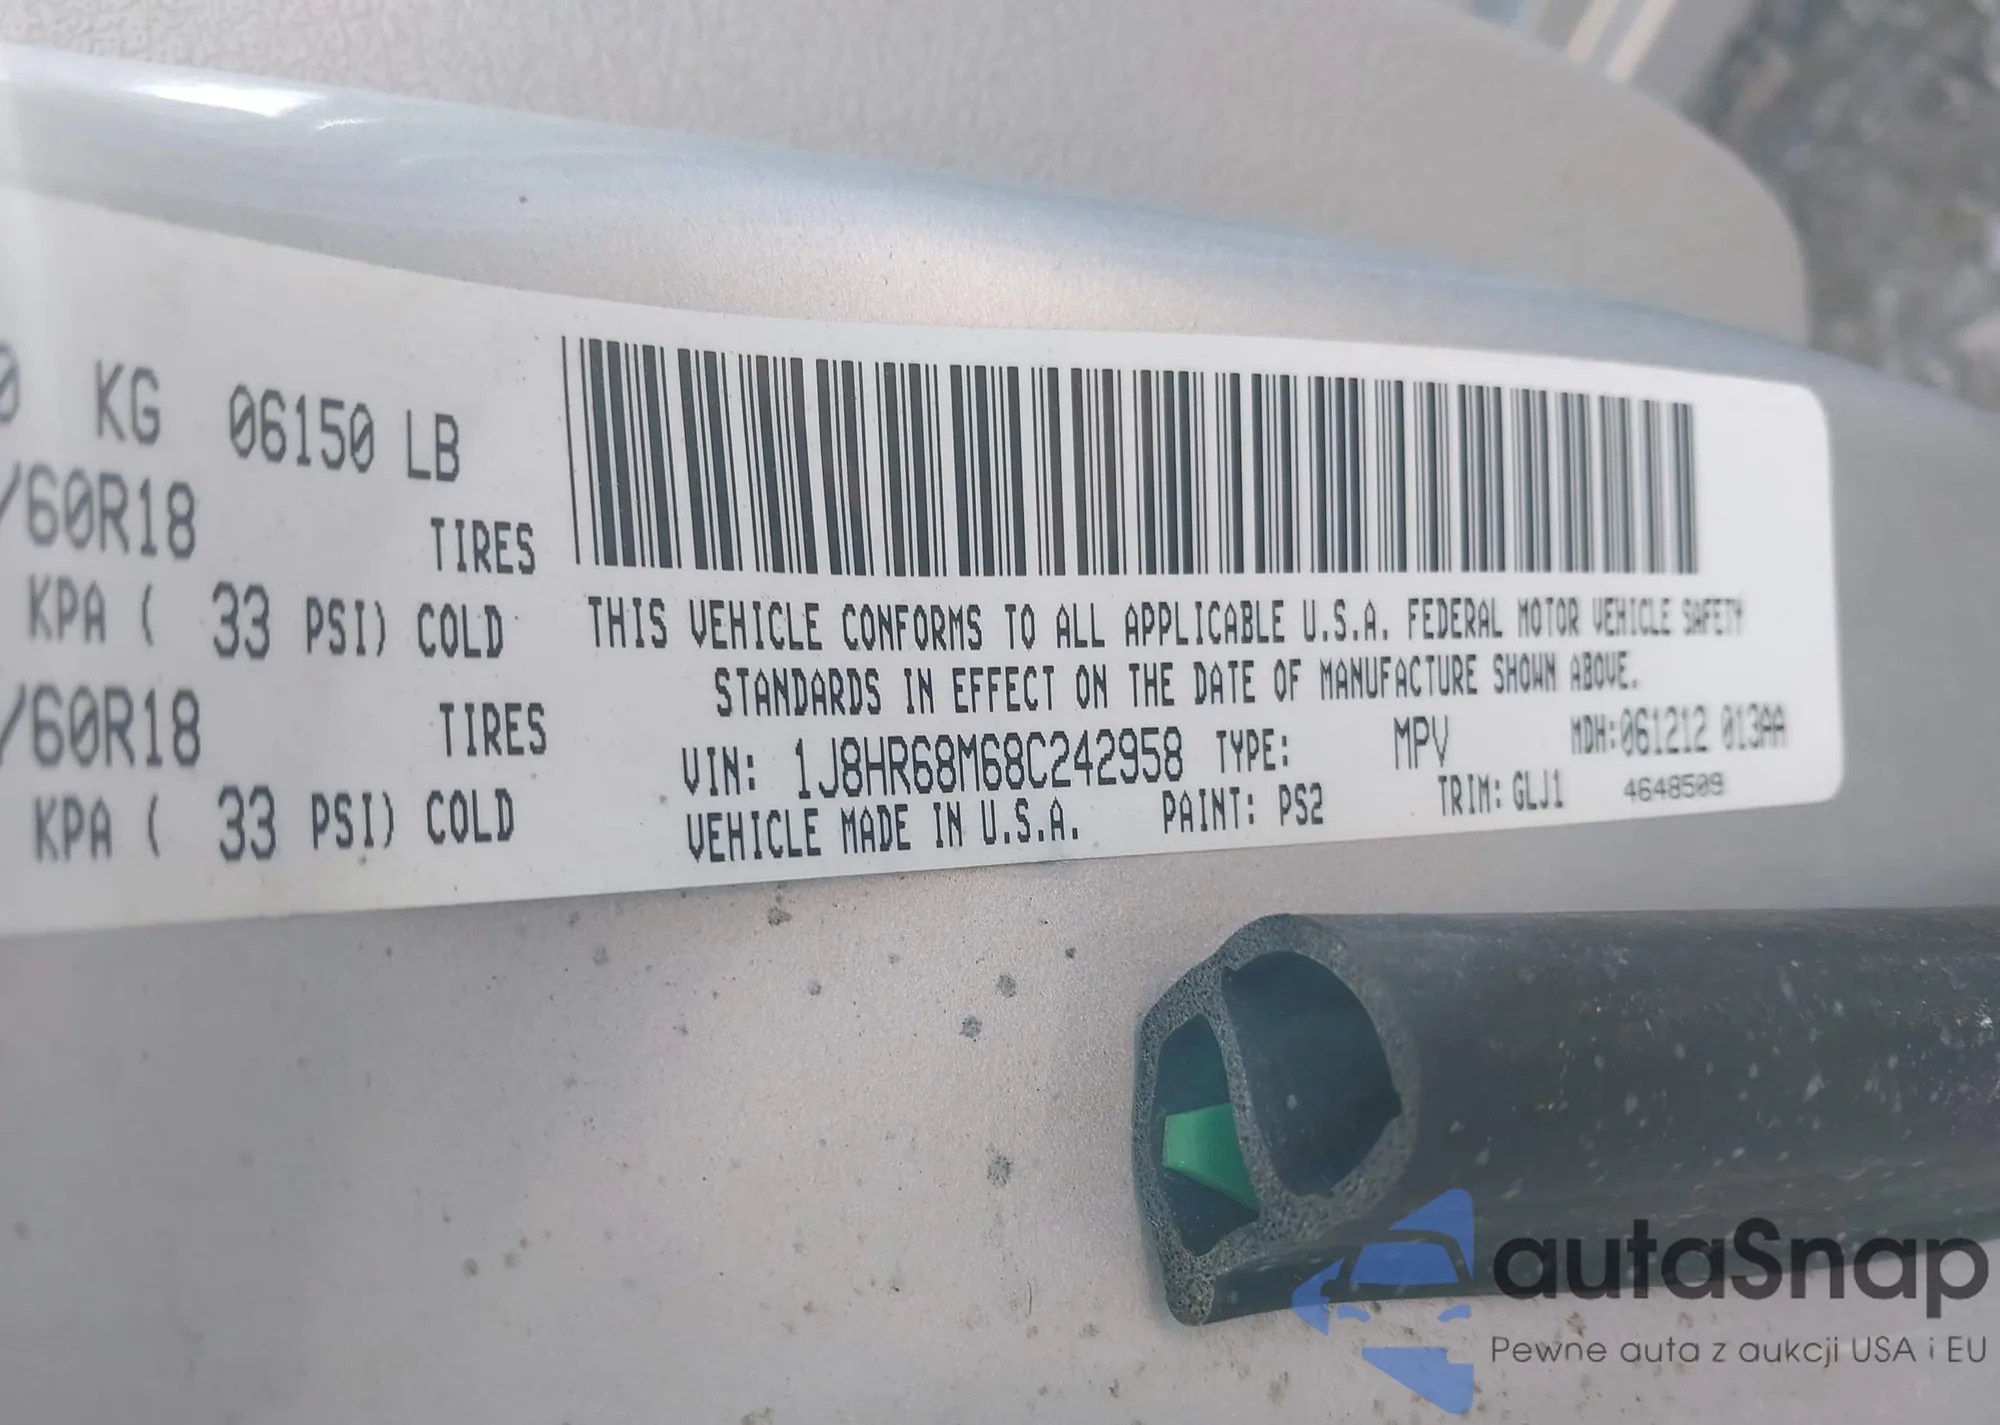 0 KG 06150 LB
/60R18 TIRES
KPA ( 33 PSI) COLD
/60R18 TIRES
KPA ( 33 PSI) COLD
THIS VEHICLE CONFORMS TO ALL APPLICABLE U.S.A. FEDERAL MOTOR VEHICLE SAFETY
STANDARDS IN EFFECT ON THE DATE OF MANUFACTURE SHOWN ABOVE.
VIN: 1J8HR68M68C242958 TYPE: MPV MDH:061212 013AA
VEHICLE MADE IN U.S.A. PAINT: PS2 TRIM: GLJ1 4648509
autaSnap
Pewne auta z aukcji USA i EU